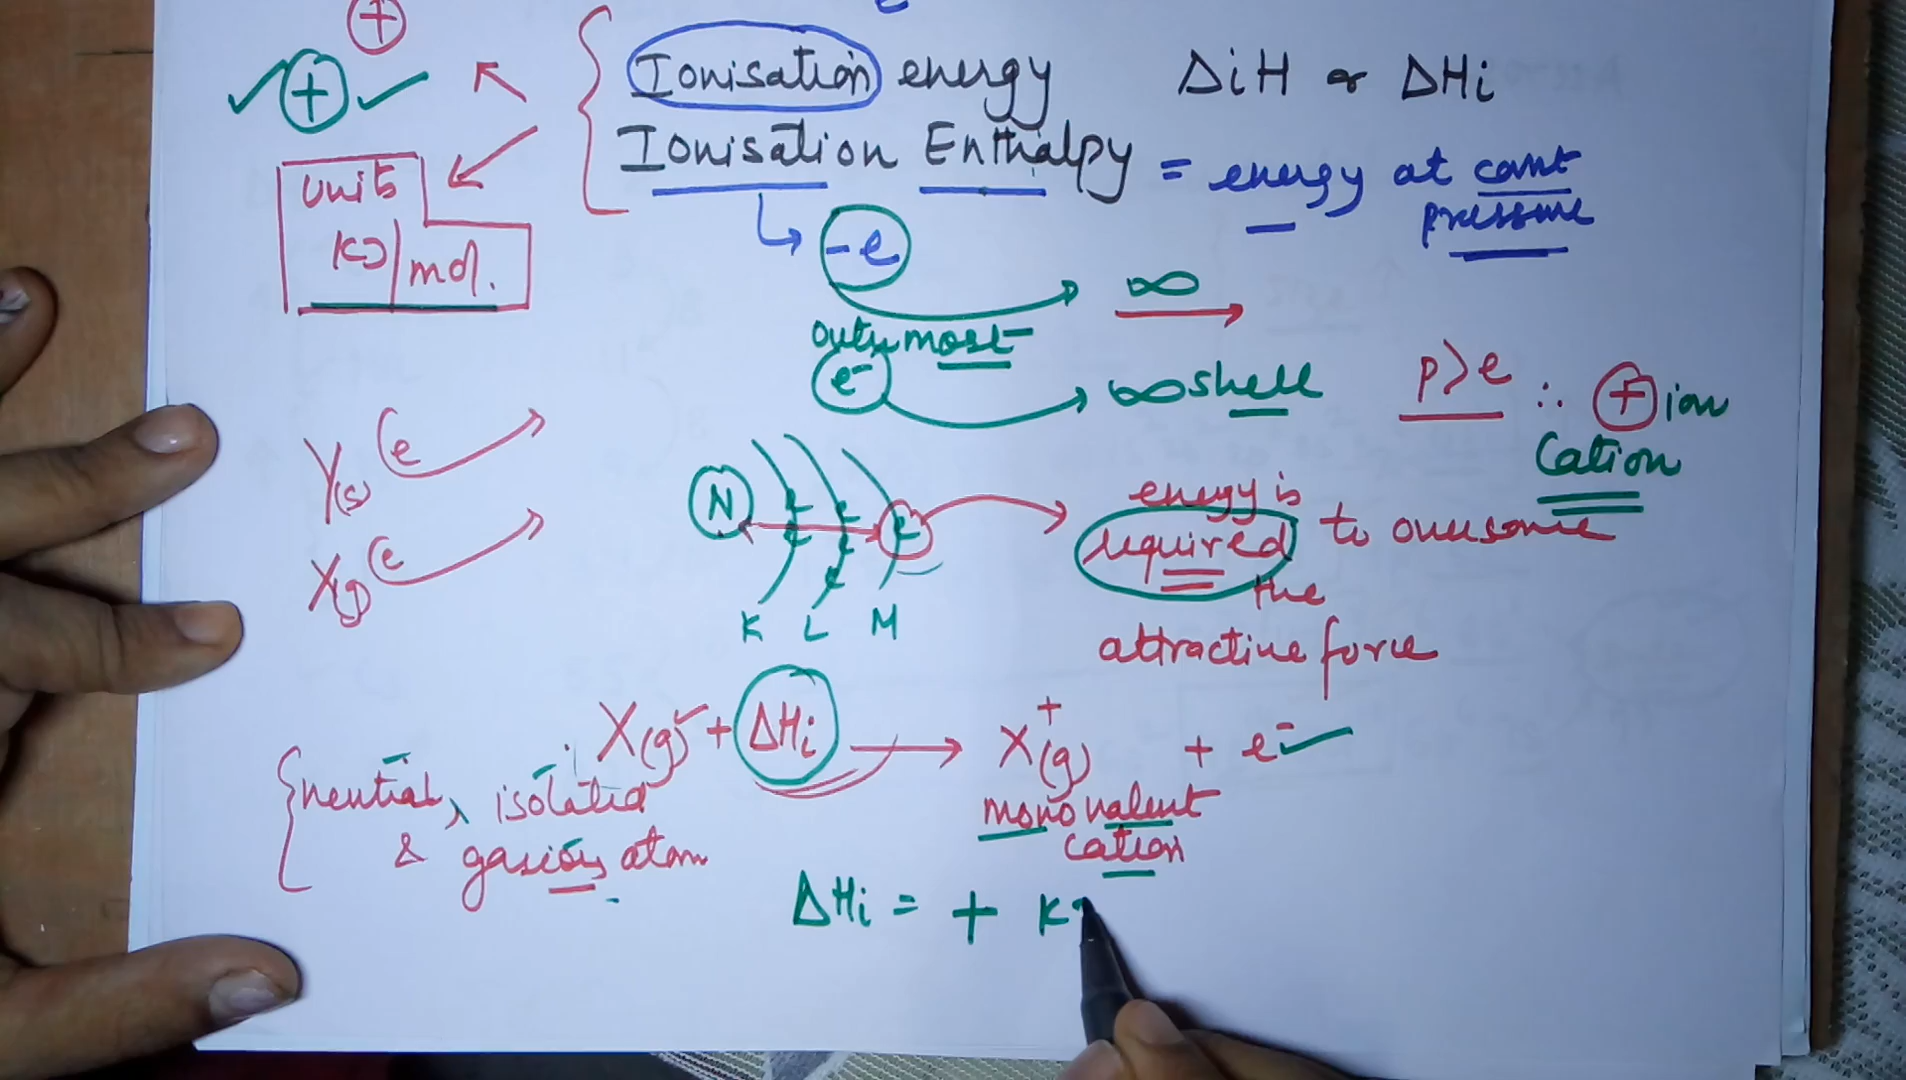 +
+
Ionisation energy ΔiH or ΔHi
Ionisation Enthalpy = energy at const
pressure
Units
KJ/mol.
-e ∞
outermost
e⁻ ∞ shell
p>e ∴ + ion
Cation
Y(s) e
X(g) e
N
K L M
energy is
required to overcome
the
attractive force
X(g) + ΔHi → X⁺(g) + e⁻
neutral, isolated
& gaseous atom
monovalent
cation
ΔHi = + K